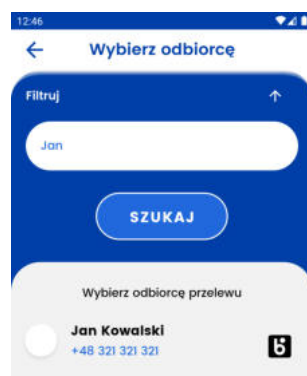 12:46
Wybierz odbiorcę
Filtruj
Jan
SZUKAJ
Wybierz odbiorcę przelewu
Jan Kowalski
+48 321 321 321